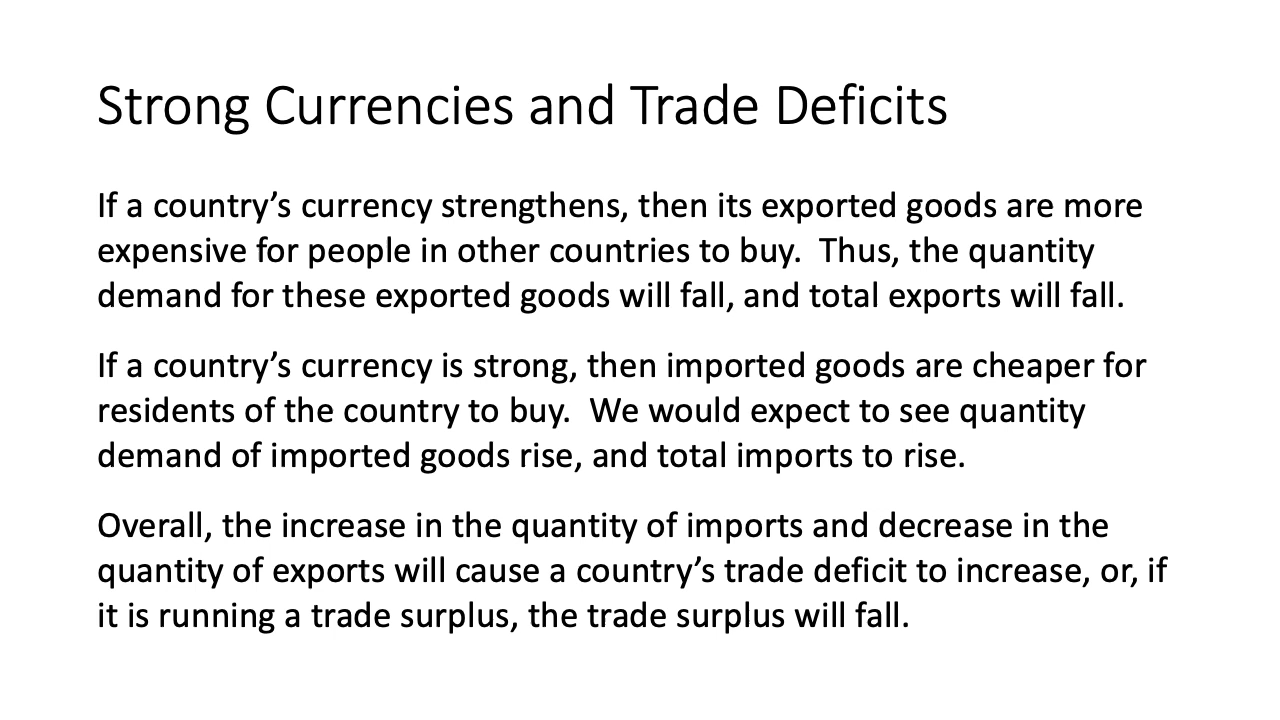 Strong Currencies and Trade Deficits
If a country’s currency strengthens, then its exported goods are more
expensive for people in other countries to buy.  Thus, the quantity
demand for these exported goods will fall, and total exports will fall.
If a country’s currency is strong, then imported goods are cheaper for
residents of the country to buy.  We would expect to see quantity
demand of imported goods rise, and total imports to rise.
Overall, the increase in the quantity of imports and decrease in the
quantity of exports will cause a country’s trade deficit to increase, or, if
it is running a trade surplus, the trade surplus will fall.